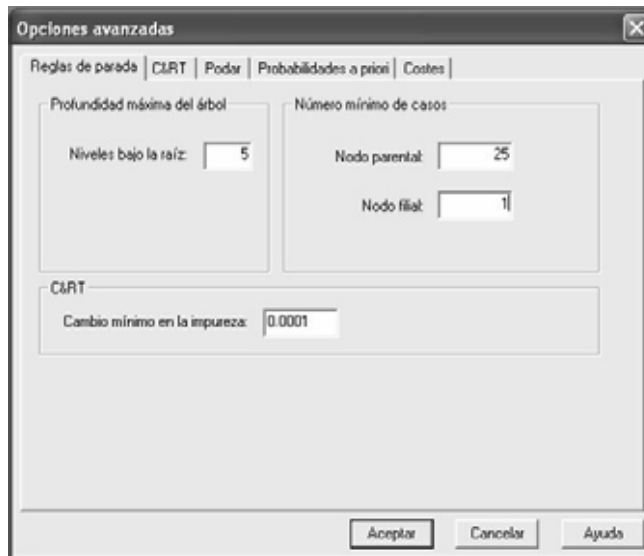 Opciones avanzadas
Reglas de parada C&RT Podar Probabilidades a priori Costes
Profundidad máxima del árbol
Niveles bajo la raíz: 5
Número mínimo de casos
Nodo parental: 25
Nodo filial: 1
C&RT
Cambio mínimo en la impureza: 0.0001
Aceptar Cancelar Ayuda